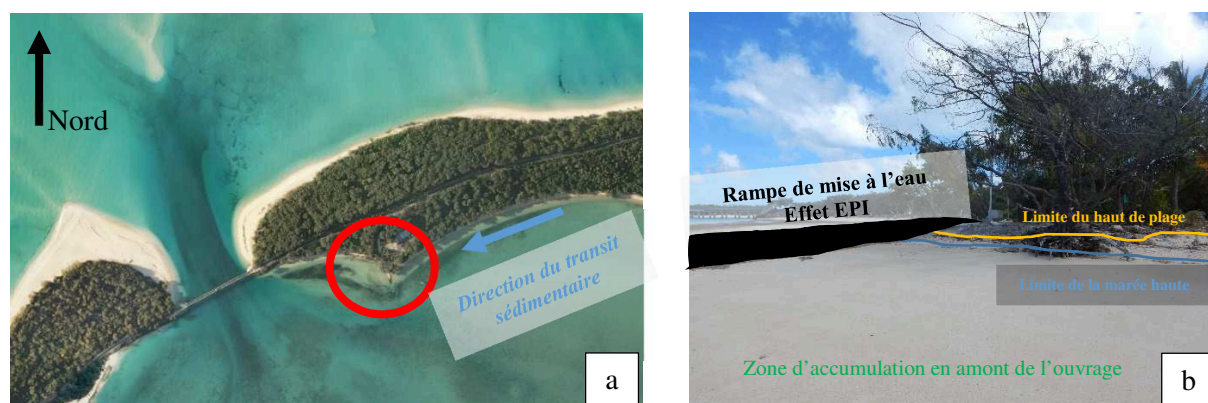 Nord
Direction du transit
sédimentaire
a
Rampe de mise à l'eau
Effet EPI
Limite du haut de plage
Limite de la marée haute
Zone d'accumulation en amont de l'ouvrage
b